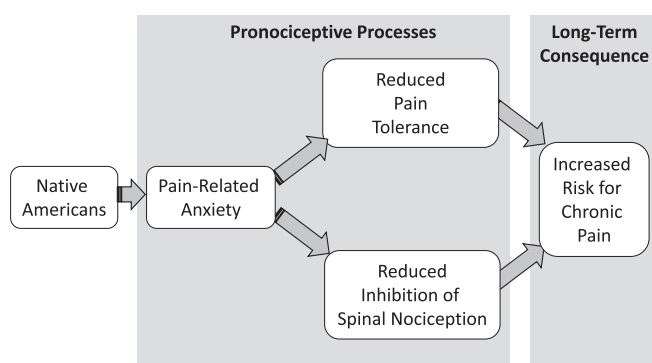 Pronociceptive Processes
Long-Term
Consequence
Reduced
Pain
Tolerance
Native
Americans
Pain-Related
Anxiety
Increased
Risk for
Chronic
Pain
Reduced
Inhibition of
Spinal Nociception